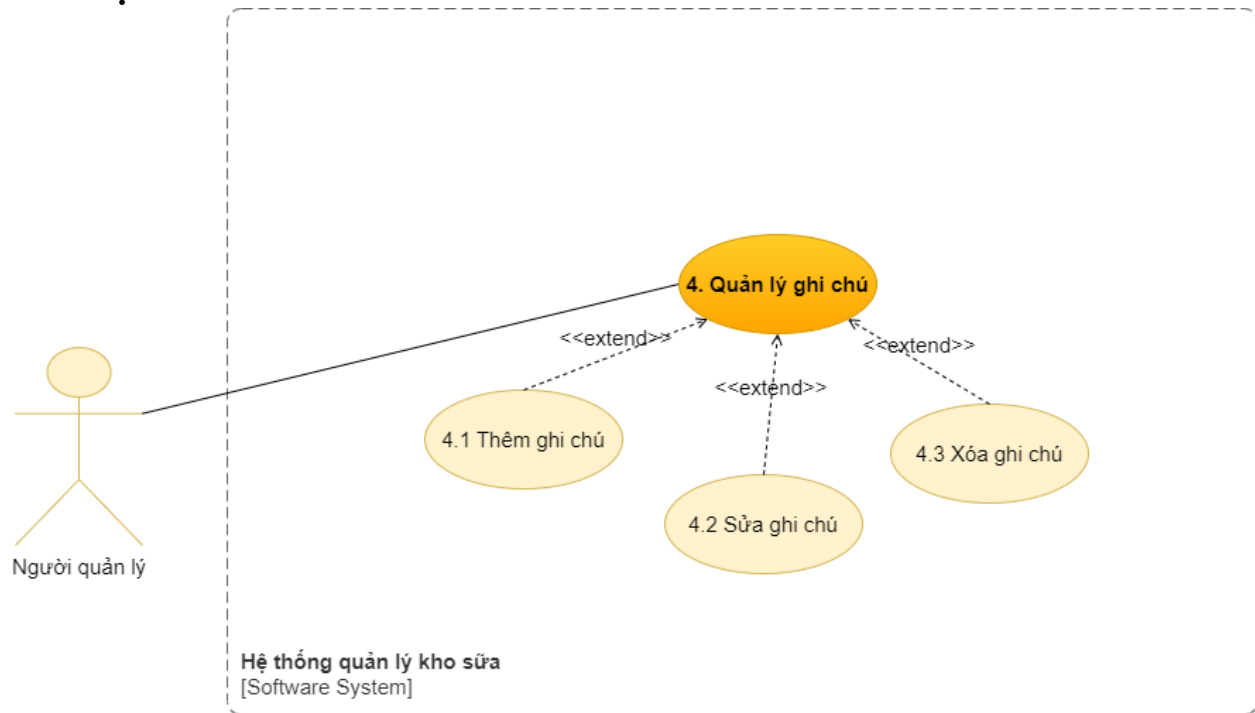 4. Quản lý ghi chú
<<extend>>
<<extend>>
<<extend>>
4.1 Thêm ghi chú
4.3 Xóa ghi chú
4.2 Sửa ghi chú
Người quản lý
Hệ thống quản lý kho sữa
[Software System]